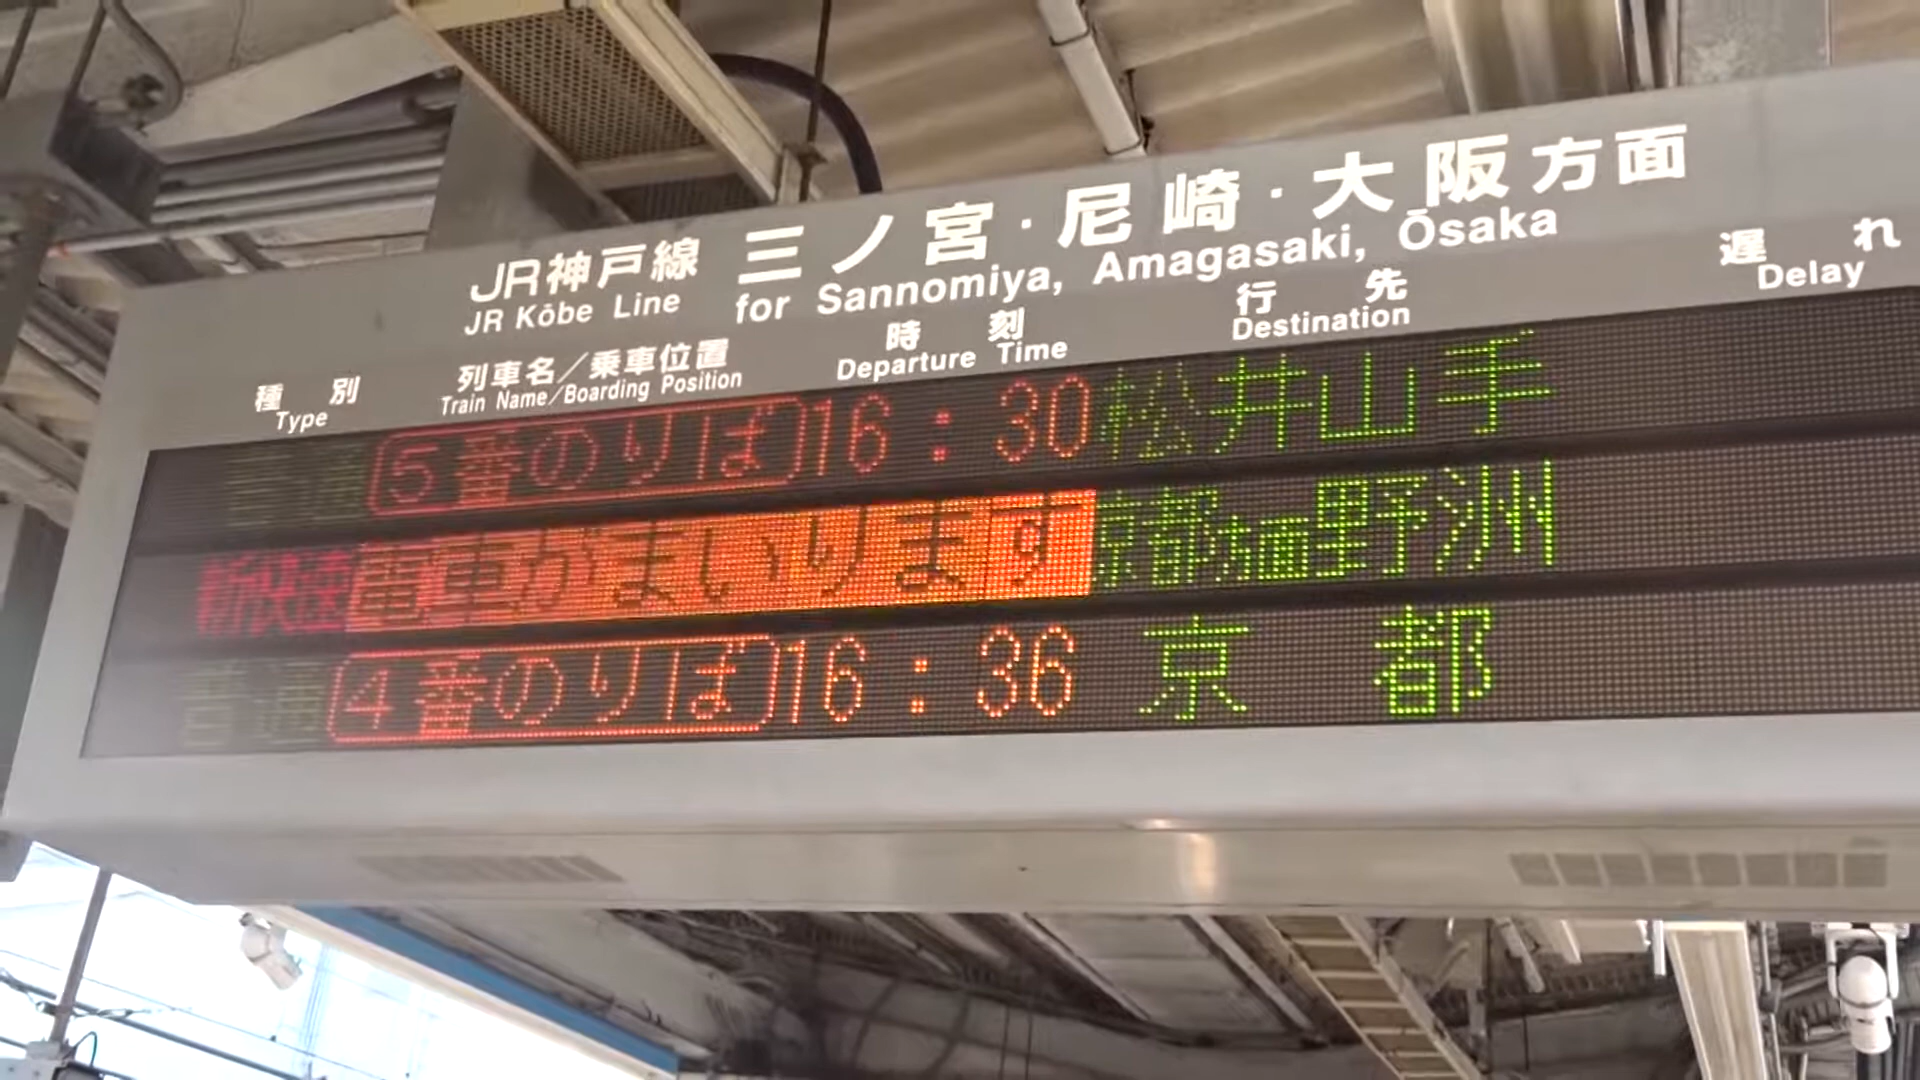 JR神戸線 三ノ宮・尼崎・大阪方面
JR Kōbe Line for Sannomiya, Amagasaki, Ōsaka
種別 列車名/乗車位置 時刻 行先 遅れ
Type Train Name/Boarding Position Departure Time Destination Delay
普通 5番のりば 16:30 松井山手
新快速 電車がまいります 京都方面野洲
普通 4番のりば 16:36 京都